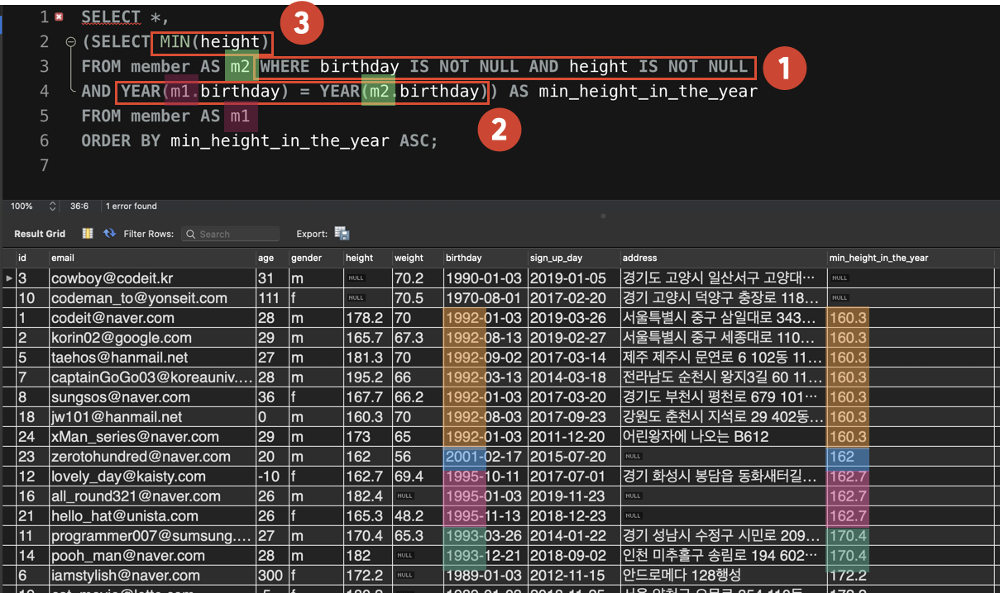 1 SELECT *,
3
2 (SELECT MIN(height)
3 FROM member AS m2 WHERE birthday IS NOT NULL AND height IS NOT NULL
1
4 AND YEAR(m1.birthday) = YEAR(m2.birthday)) AS min_height_in_the_year
5 FROM member AS m1
2
6 ORDER BY min_height_in_the_year ASC;
7
100% 36:6 1 error found
Result Grid Filter Rows: Search Export:
id email age gender height weight birthday sign_up_day address min_height_in_the_year
3 cowboy@codeit.kr 31 m NULL 70.2 1990-01-03 2019-01-05 경기도 고양시 일산서구 고양대… NULL
10 codeman_to@yonseit.com 111 f NULL 70.5 1970-08-01 2017-02-20 경기 고양시 덕양구 충장로 118… NULL
1 codeit@naver.com 28 m 178.2 70 1992-01-03 2019-03-26 서울특별시 중구 삼일대로 343… 160.3
2 korin02@google.com 29 m 165.7 67.3 1992-08-13 2019-02-27 서울특별시 중구 세종대로 110… 160.3
5 taehos@hanmail.net 27 m 181.3 70 1992-09-02 2017-03-14 제주 제주시 문연로 6 102동 11… 160.3
7 captainGoGo03@koreauniv.… 28 m 195.2 66 1992-03-13 2014-03-18 전라남도 순천시 왕지3길 60 11… 160.3
8 sungsos@naver.com 36 f 167.7 66.2 1992-01-03 2017-03-20 경기도 부천시 평천로 679 101… 160.3
18 jw101@hanmail.net 0 m 160.3 70 1992-08-03 2017-09-23 강원도 춘천시 지석로 29 402동… 160.3
24 xMan_series@naver.com 29 m 173 65 1992-01-03 2011-12-20 어린왕자에 나오는 B612 160.3
23 zerotohundred@naver.com 20 m 162 56 2001-02-17 2015-07-20 NULL 162
12 lovely_day@kaisty.com -10 f 162.7 69.4 1995-10-11 2017-07-01 경기 화성시 봉담읍 동화새터길… 162.7
16 all_round321@naver.com 26 m 182.4 NULL 1995-01-03 2019-11-23 NULL 162.7
21 hello_hat@unista.com 26 f 165.3 48.2 1995-11-13 2018-12-23 NULL 162.7
11 programmer007@sumsung.… 27 m 170.4 65.3 1993-03-26 2014-01-22 경기 성남시 수정구 시민로 209… 170.4
14 pooh_man@naver.com 28 m 182 NULL 1993-12-21 2018-09-02 인천 미추홀구 송림로 194 602… 170.4
6 iamstylish@naver.com 300 f 172.2 NULL 1989-01-03 2012-11-15 안드로메다 128행성 172.2